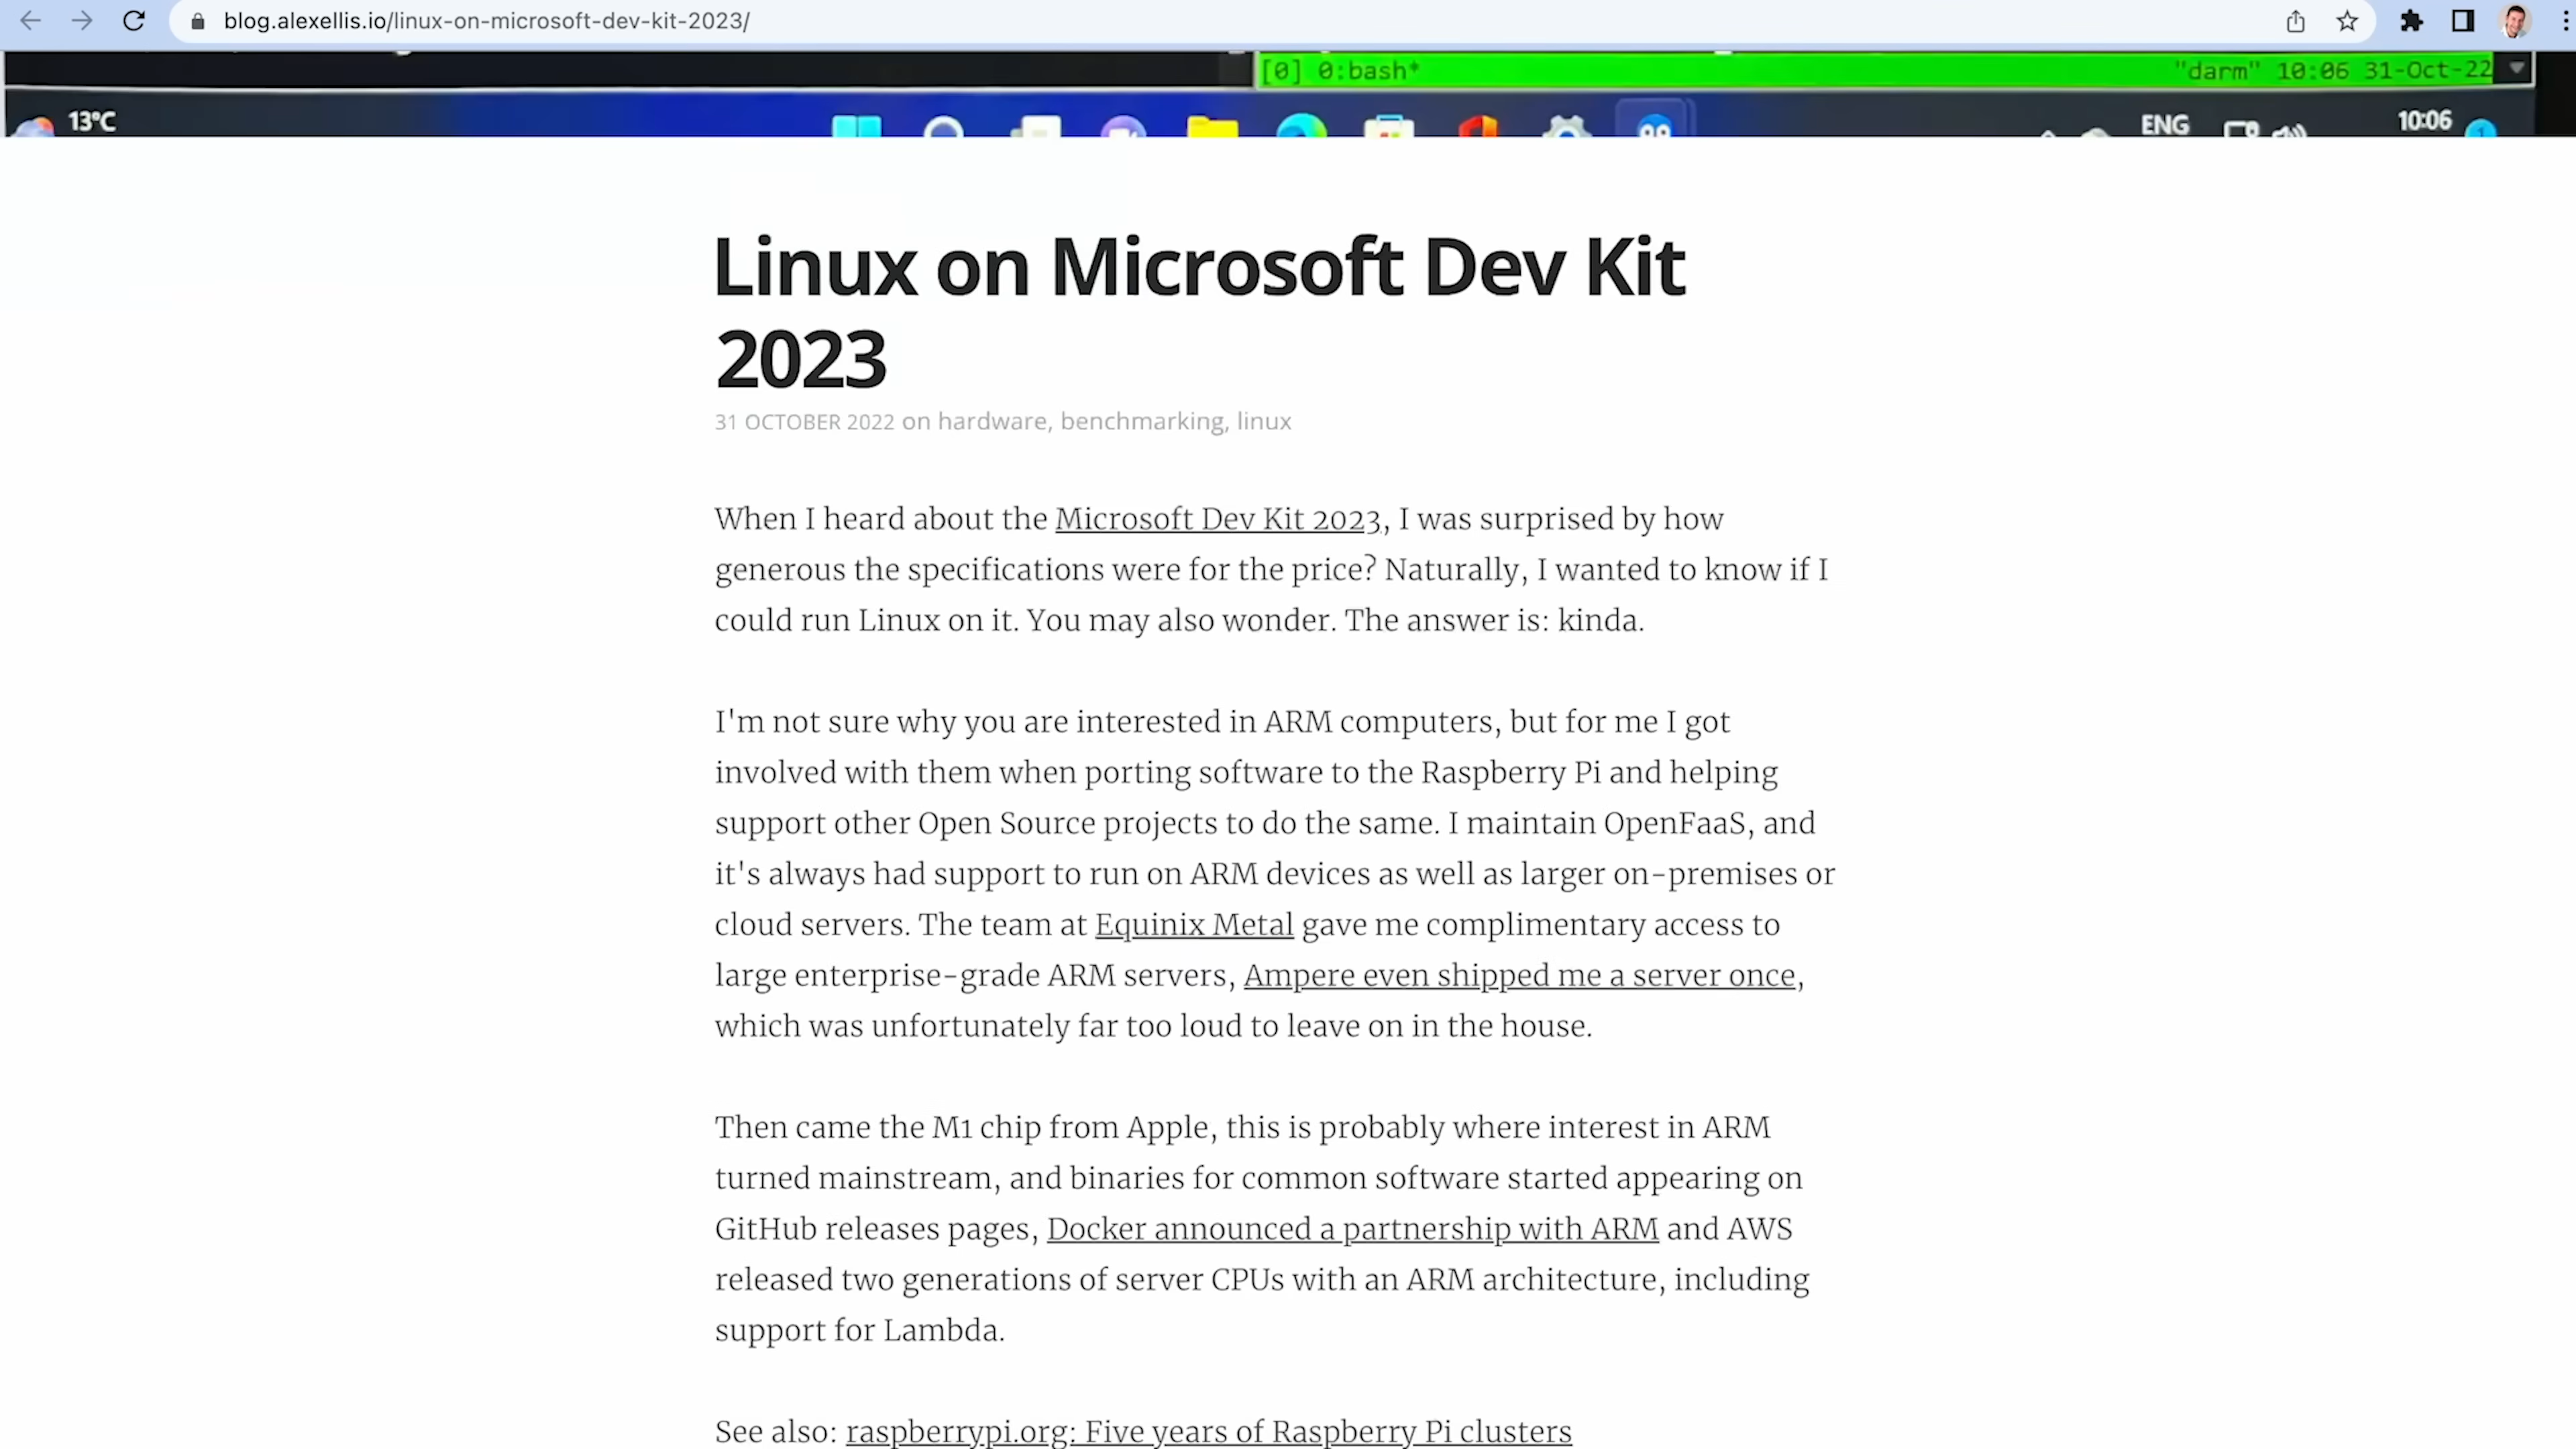 blog.alexellis.io/linux-on-microsoft-dev-kit-2023/
[0] 0:bash*
"darm" 10:06 31-Oct-22
13°C
ENG
10:06
1
Linux on Microsoft Dev Kit
2023
31 OCTOBER 2022 on hardware, benchmarking, linux
When I heard about the Microsoft Dev Kit 2023, I was surprised by how
generous the specifications were for the price? Naturally, I wanted to know if I
could run Linux on it. You may also wonder. The answer is: kinda.
I'm not sure why you are interested in ARM computers, but for me I got
involved with them when porting software to the Raspberry Pi and helping
support other Open Source projects to do the same. I maintain OpenFaaS, and
it's always had support to run on ARM devices as well as larger on-premises or
cloud servers. The team at Equinix Metal gave me complimentary access to
large enterprise-grade ARM servers, Ampere even shipped me a server once,
which was unfortunately far too loud to leave on in the house.
Then came the M1 chip from Apple, this is probably where interest in ARM
turned mainstream, and binaries for common software started appearing on
GitHub releases pages, Docker announced a partnership with ARM and AWS
released two generations of server CPUs with an ARM architecture, including
support for Lambda.
See also: raspberrypi.org: Five years of Raspberry Pi clusters